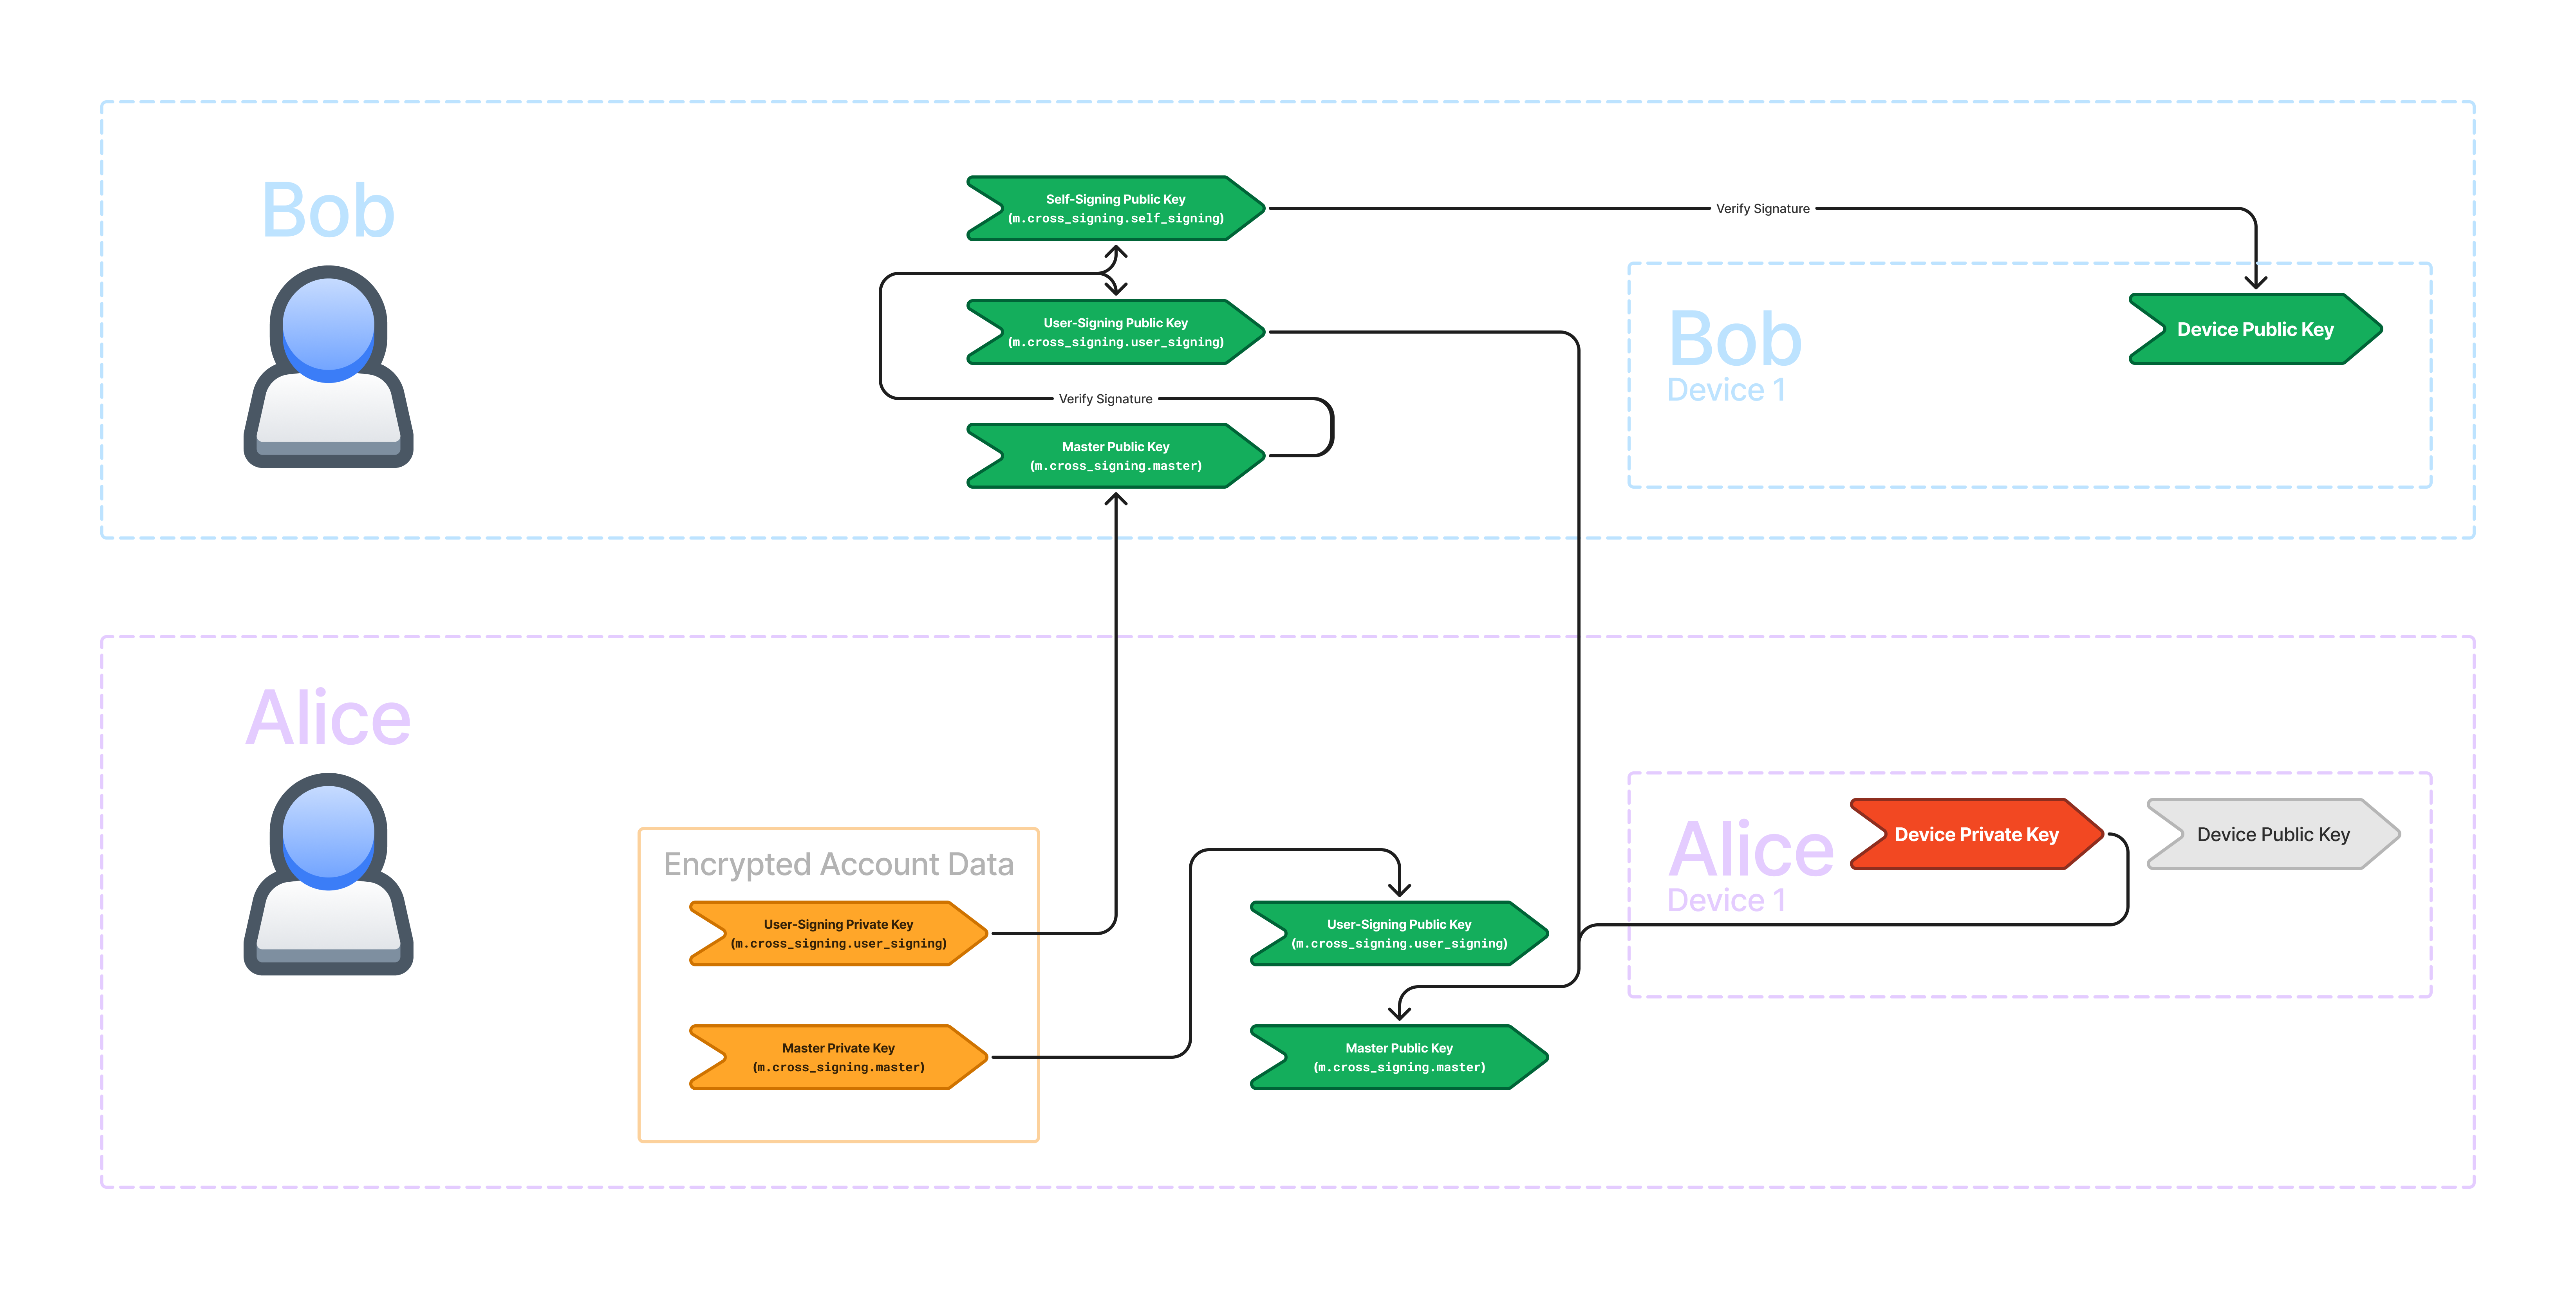 Bob
Self-Signing Public Key
(m.cross_signing.self_signing)
Verify Signature
User-Signing Public Key
(m.cross_signing.user_signing)
Verify Signature
Master Public Key
(m.cross_signing.master)
Bob
Device 1
Device Public Key
Alice
Encrypted Account Data
User-Signing Private Key
(m.cross_signing.user_signing)
Master Private Key
(m.cross_signing.master)
User-Signing Public Key
(m.cross_signing.user_signing)
Master Public Key
(m.cross_signing.master)
Alice
Device 1
Device Private Key
Device Public Key